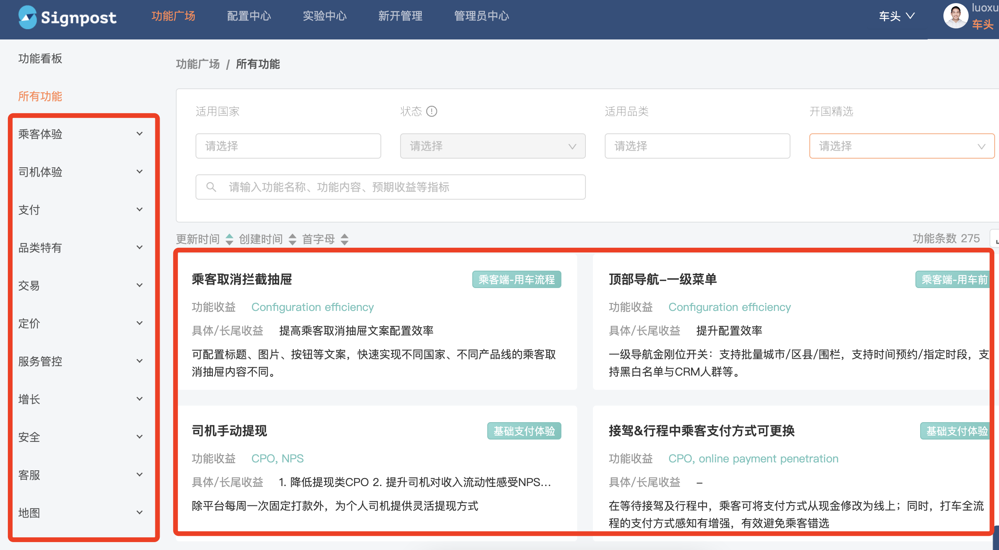 Signpost
功能广场 配置中心 实验中心 新开管理 管理员中心 车头 luoxu
车头
功能看板
所有功能
乘客体验
司机体验
支付
品类特有
交易
定价
服务管控
增长
安全
客服
地图
功能广场 / 所有功能
适用国家 状态 适用品类 开国精选
请选择 请选择 请选择 请选择
请输入功能名称、功能内容、预期收益等指标
更新时间 创建时间 首字母 功能条数 275
乘客取消拦截抽屉 乘客端-用车流程
功能收益 Configuration efficiency
具体/长尾收益 提高乘客取消抽屉文案配置效率
可配置标题、图片、按钮等文案，快速实现不同国家、不同产品线的乘客取
消抽屉内容不同。
顶部导航-一级菜单 乘客端-用车前
功能收益 Configuration efficiency
具体/长尾收益 提升配置效率
一级导航金刚位开关：支持批量城市/区县/围栏，支持时间预约/指定时段，支
持黑白名单与CRM人群等。
司机手动提现 基础支付体验
功能收益 CPO, NPS
具体/长尾收益 1. 降低提现类CPO 2. 提升司机对收入流动性感受NPS...
除平台每周一次固定打款外，为个人司机提供灵活提现方式
接驾&行程中乘客支付方式可更换 基础支付体验
功能收益 CPO, online payment penetration
具体/长尾收益 –
在等待接驾及行程中，乘客可将支付方式从现金修改为线上；同时，打车全流
程的支付方式感知有增强，有效避免乘客错选